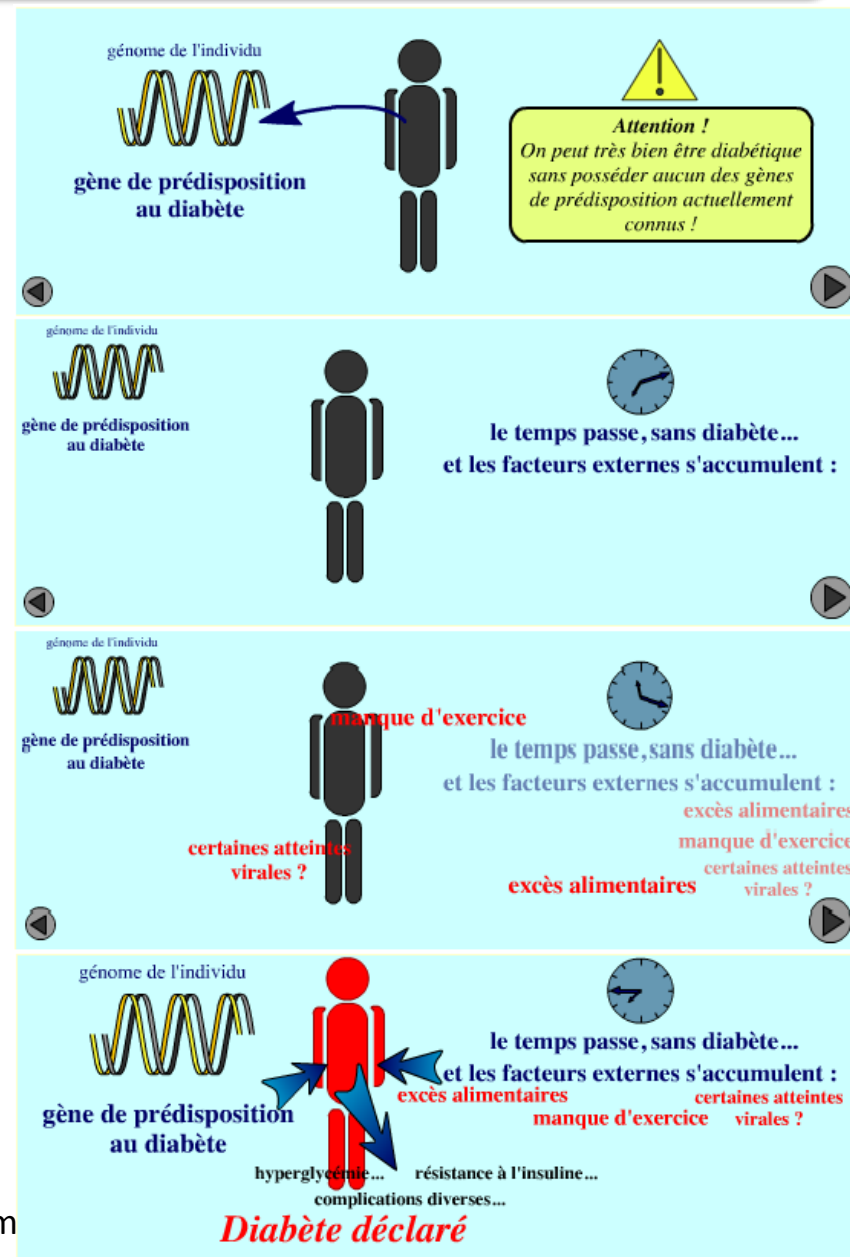 génome de l'individu
gène de prédisposition
au diabète
Attention !
On peut très bien être diabétique
sans posséder aucun des gènes
de prédisposition actuellement
connus !
génome de l'individu
gène de prédisposition
au diabète
le temps passe, sans diabète...
et les facteurs externes s'accumulent :
génome de l'individu
gène de prédisposition
au diabète
manque d'exercice
certaines atteintes
virales ?
excès alimentaires
le temps passe, sans diabète...
et les facteurs externes s'accumulent :
excès alimentaires
manque d'exercice
certaines atteintes
virales ?
génome de l'individu
gène de prédisposition
au diabète
le temps passe, sans diabète...
et les facteurs externes s'accumulent :
excès alimentaires
manque d'exercice
certaines atteintes
virales ?
hyperglycémie... résistance à l'insuline...
complications diverses...
Diabète déclaré
m